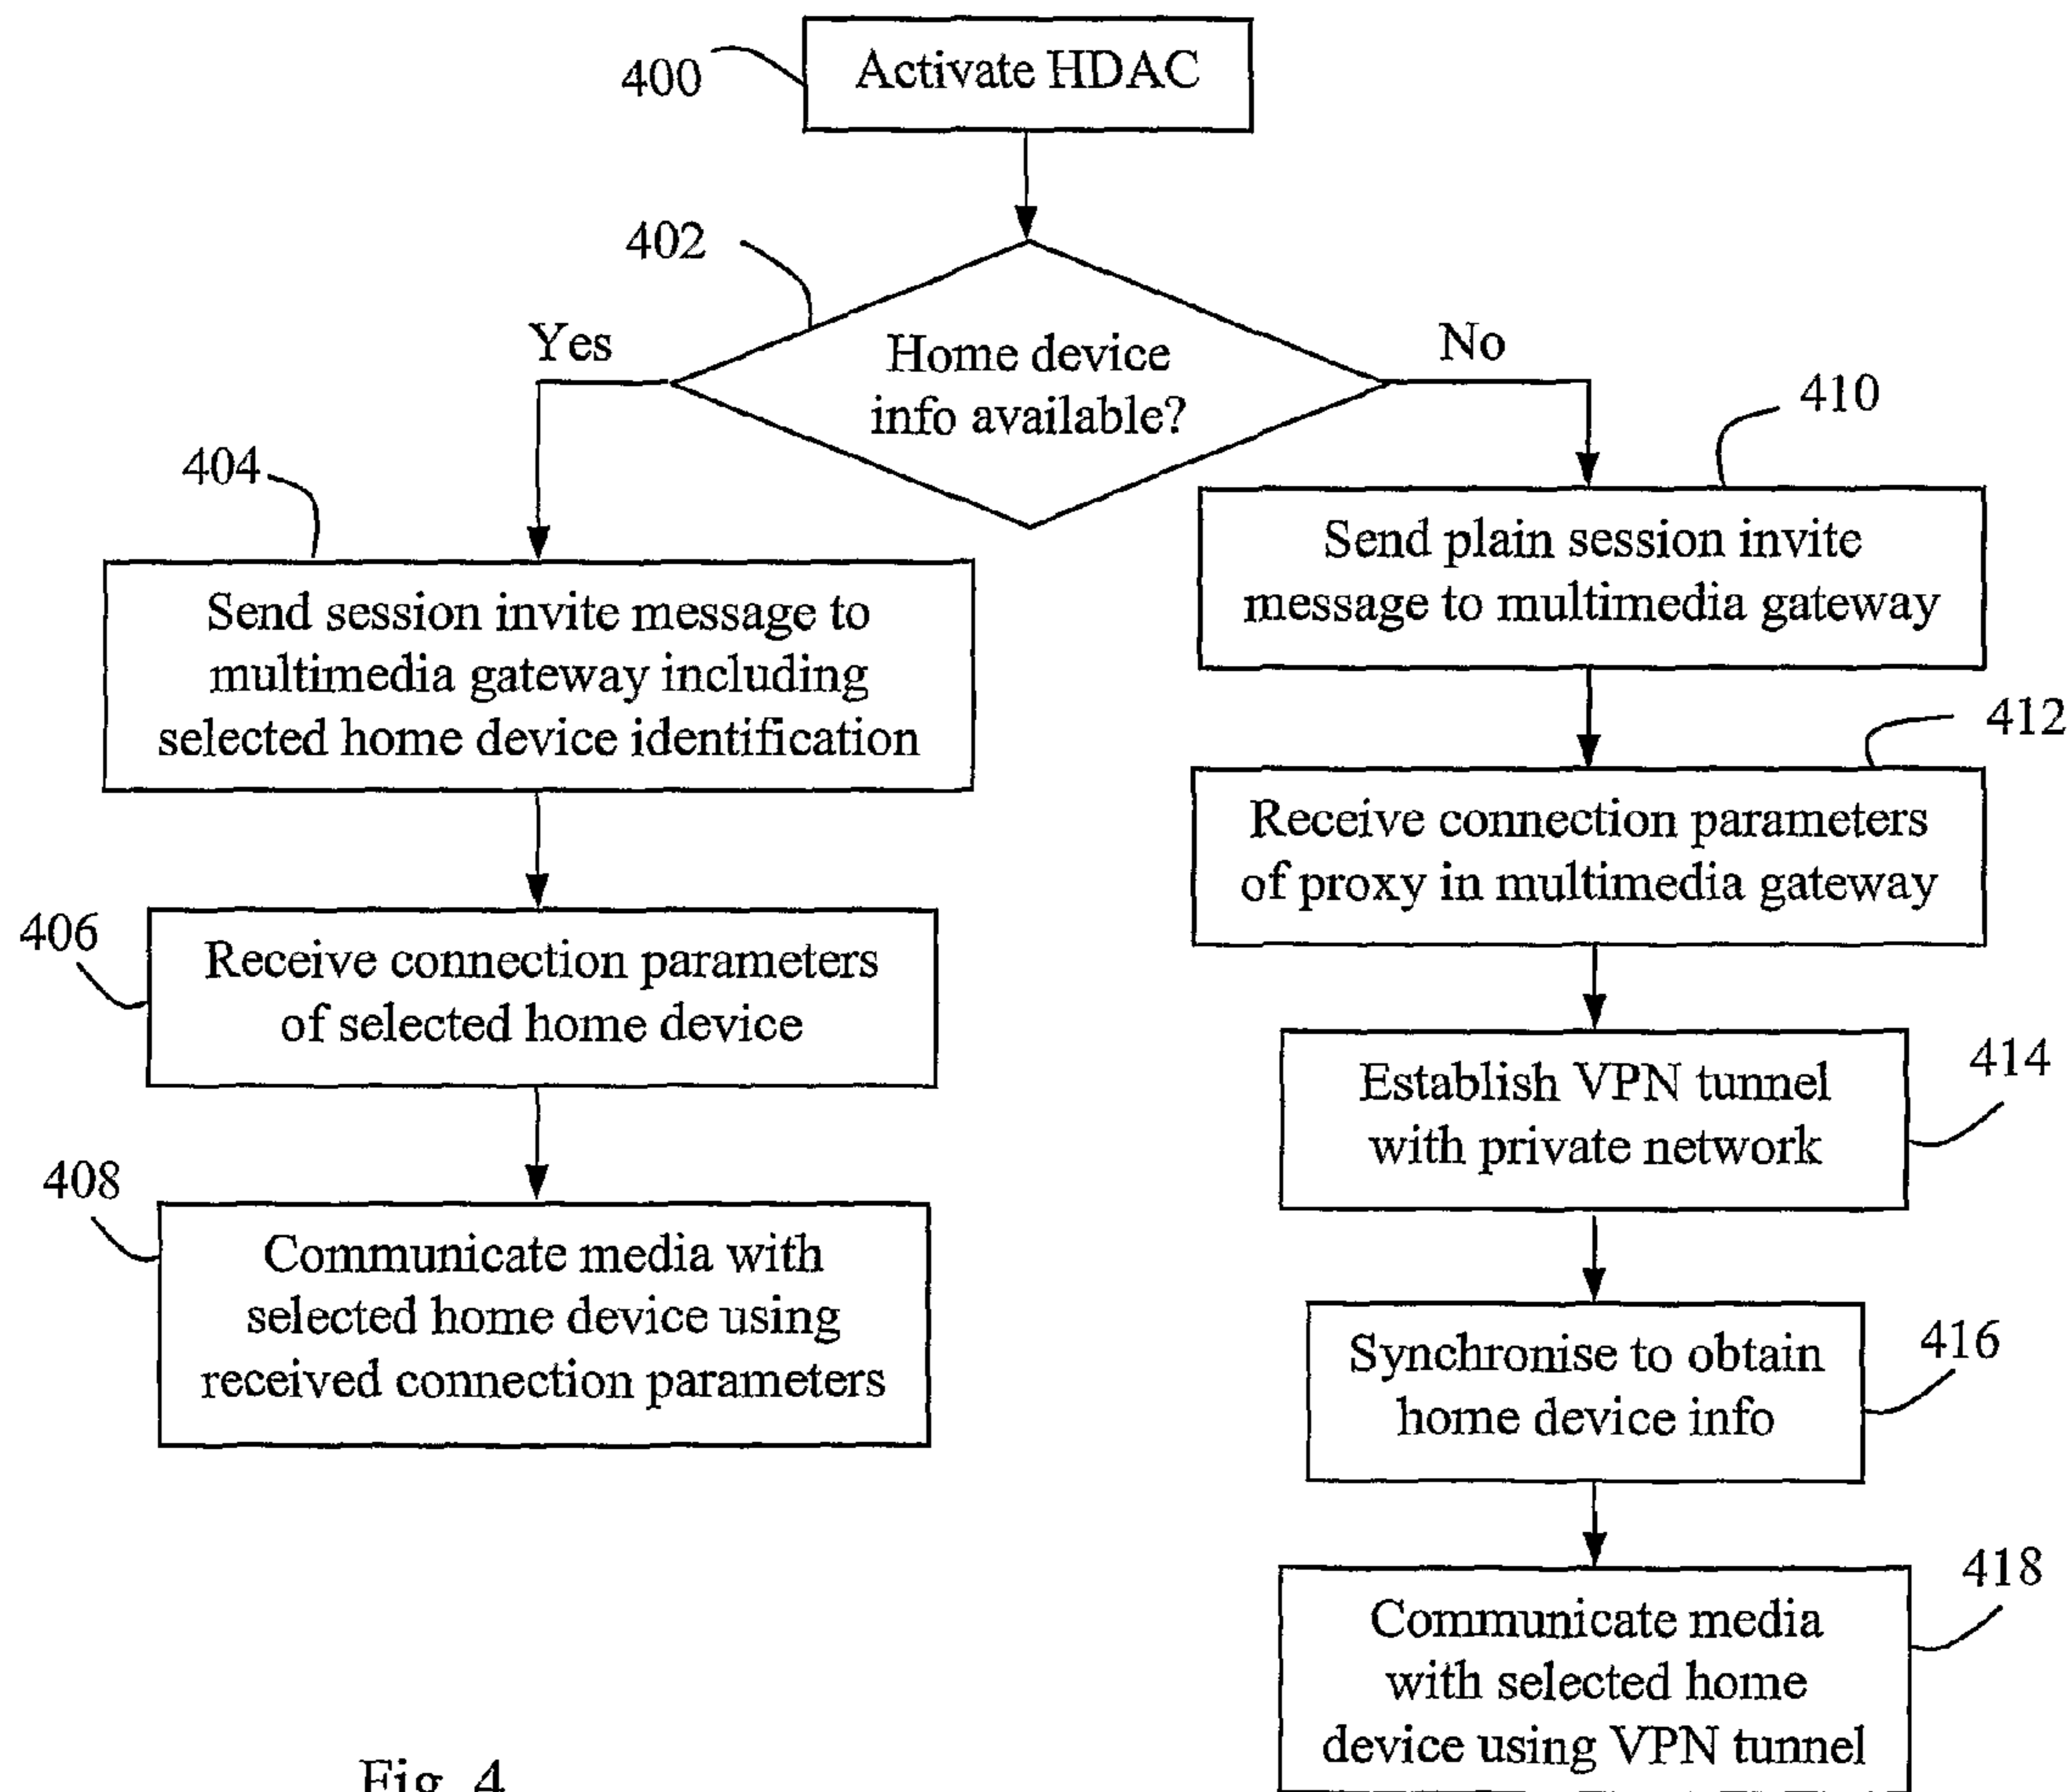 400
Activate HDAC
402
Home device
info available?
Yes
No
404
Send session invite message to
multimedia gateway including
selected home device identification
406
Receive connection parameters
of selected home device
408
Communicate media with
selected home device using
received connection parameters
410
Send plain session invite
message to multimedia gateway
412
Receive connection parameters
of proxy in multimedia gateway
414
Establish VPN tunnel
with private network
416
Synchronise to obtain
home device info
418
Communicate media
with selected home
device using VPN tunnel
Fig. 4